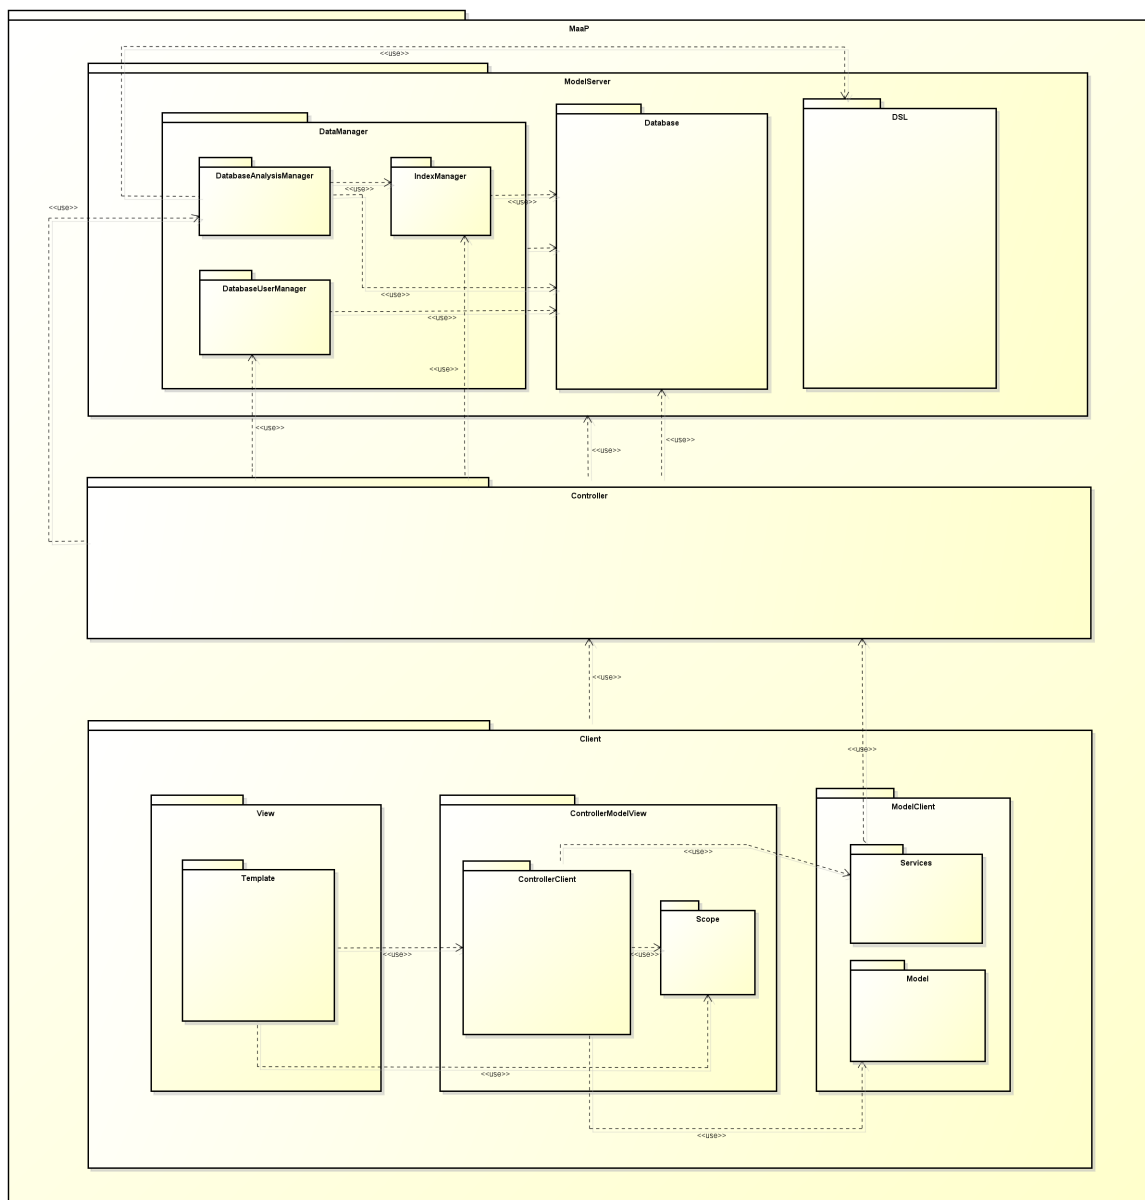 MaaP
<<use>>
ModelServer
DSL
Database
DataManager
DatabaseAnalysisManager
IndexManager
<<use>>
<<use>>
<<use>>
DatabaseUserManager
<<use>>
<<use>>
<<use>>
<<use>>
<<use>>
<<use>>
Controller
<<use>>
Client
<<use>>
ModelClient
View
ControllerModelView
<<use>>
Services
Template
ControllerClient
Scope
<<use>>
<<use>>
Model
<<use>>
<<use>>